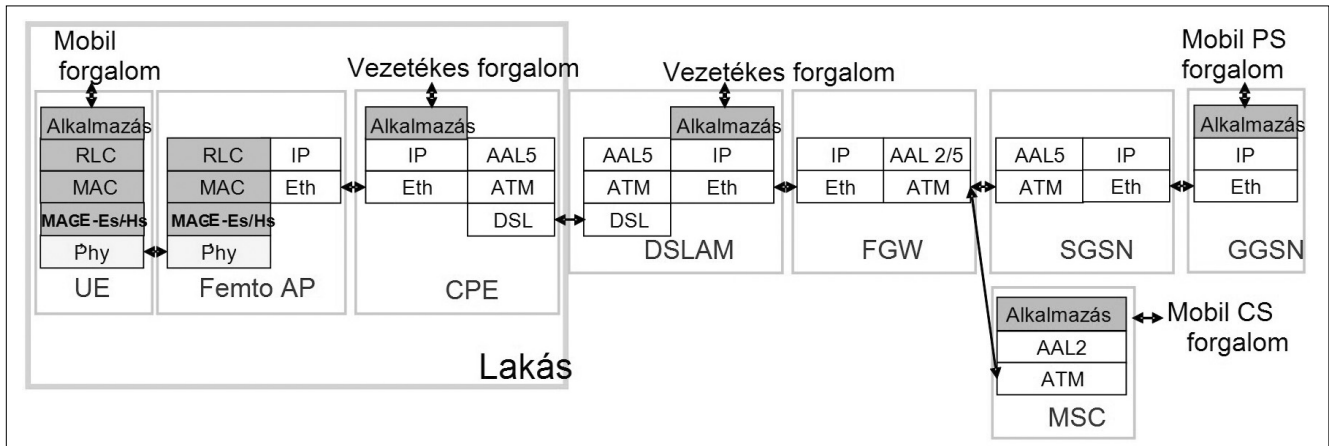 Mobil
forgalom
Alkalmazás
RLC
MAC
MAGE-Es/Hs
Phy
UE
RLC
IP
MAC
Eth
MAGE-Es/Hs
Phy
Femto AP
Vezetékes forgalom
Alkalmazás
IP
AAL5
Eth
ATM
DSL
CPE
Lakás
Vezetékes forgalom
Alkalmazás
AAL5
IP
ATM
Eth
DSL
DSLAM
IP
AAL 2/5
Eth
ATM
FGW
AAL5
IP
ATM
Eth
SGSN
Mobil PS
forgalom
Alkalmazás
IP
Eth
GGSN
Alkalmazás
AAL2
ATM
MSC
Mobil CS
forgalom